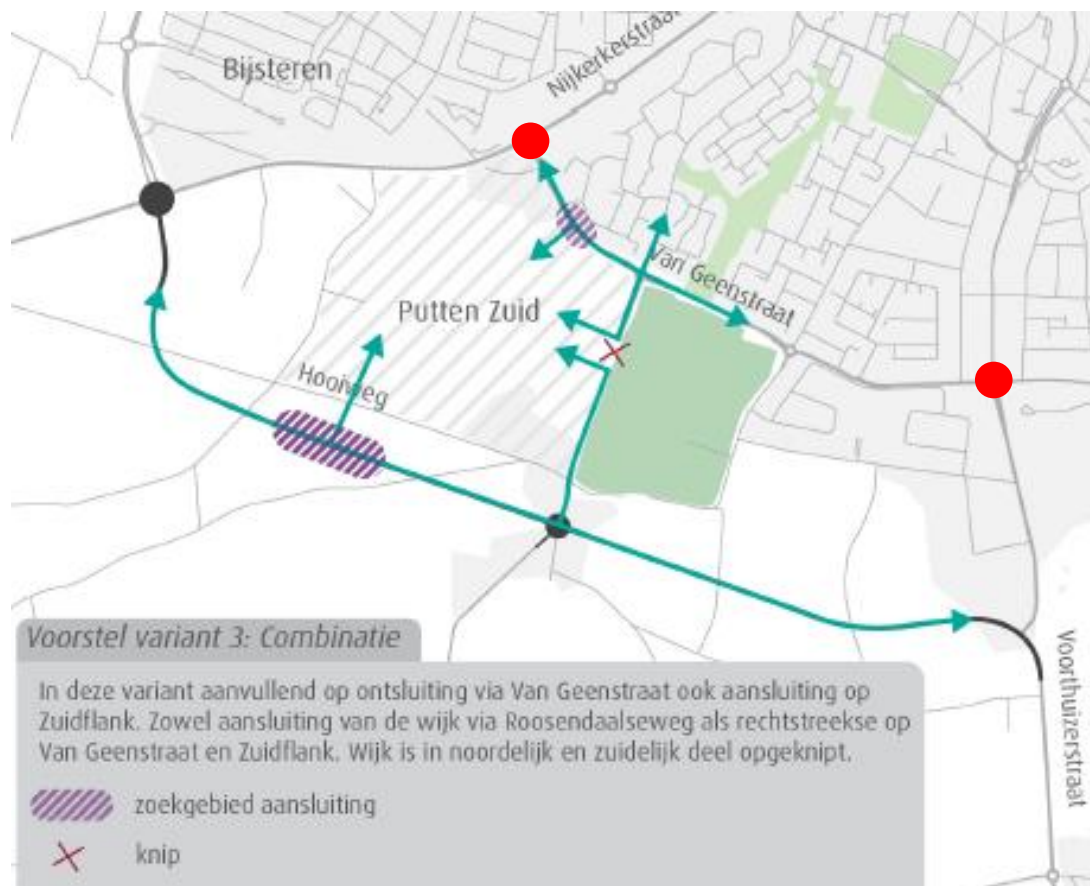 Bijsteren
Nijkerkerstraat
Van Geenstraat
Putten Zuid
Hooiweg
Voorthuizerstraat
Voorstel variant 3: Combinatie
In deze variant aanvullend op ontsluiting via Van Geenstraat ook aansluiting op
Zuidflank. Zowel aansluiting van de wijk via Roosendaalseweg als rechtstreekse op
Van Geenstraat en Zuidflank. Wijk is in noordelijk en zuidelijk deel opgeknipt.
zoekgebied aansluiting
knip